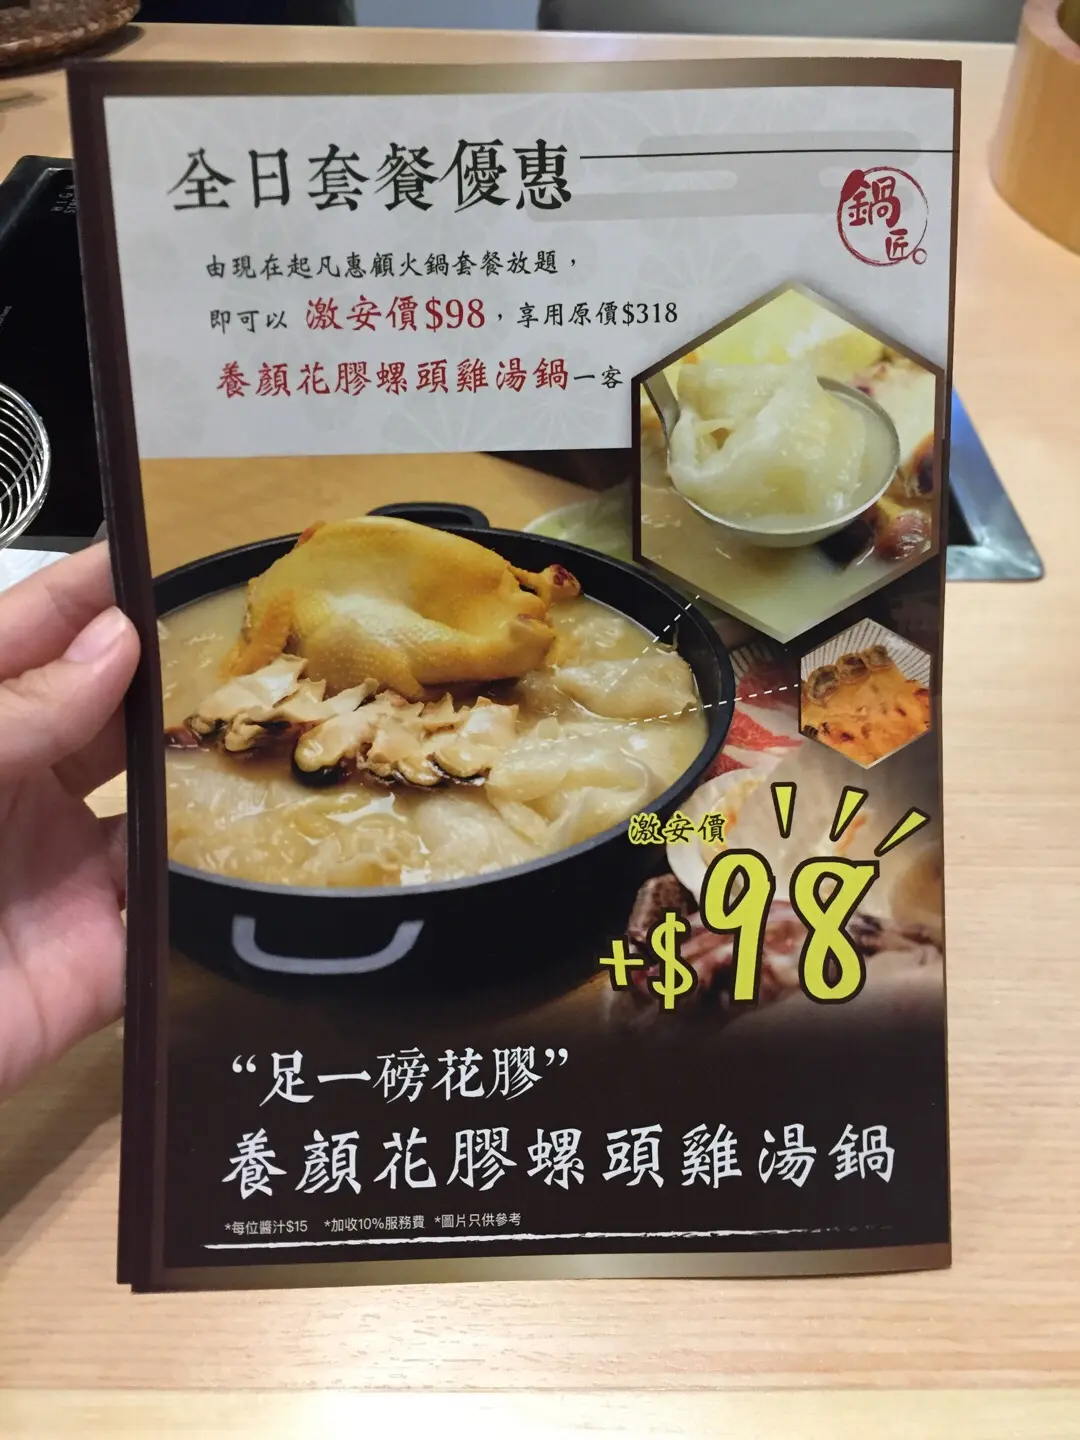 全日套餐優惠
鍋匠
由現在起凡惠顧火鍋套餐放題，
即可以 激安價$98，享用原價$318
養顏花膠螺頭雞湯鍋一客
激安價
+$98
“足一磅花膠”
養顏花膠螺頭雞湯鍋
*每位醬汁$15 *加收10%服務費 *圖片只供參考